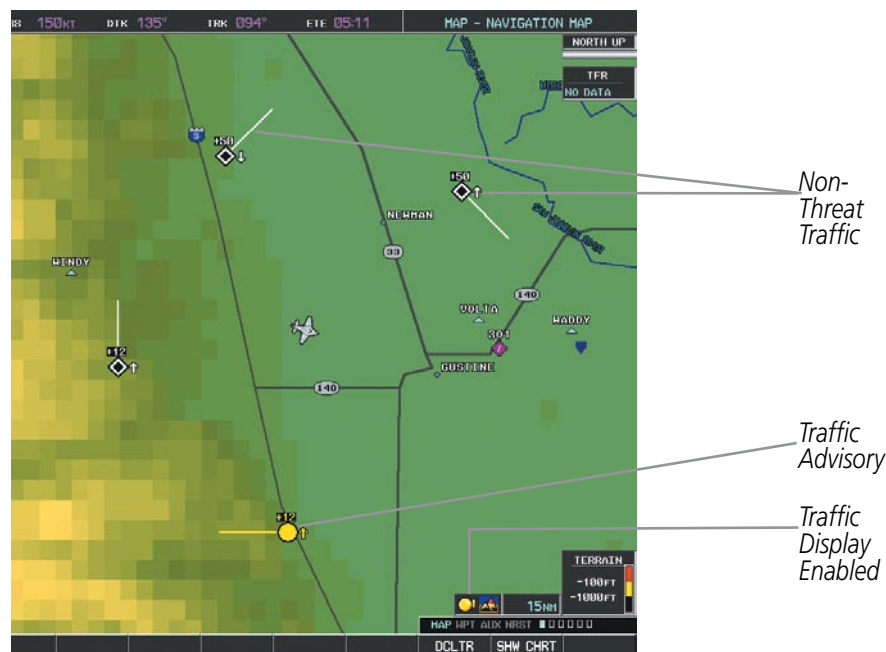 150KT DTK 135° TRK 094° ETE 05:11 MAP - NAVIGATION MAP
NORTH UP
TFR
NO DATA
5
+50
+50
Non-
Threat
Traffic
NEWMAN
33
WINDY
140
VOLTA
WADDY
301
+12
GUSTINE
140
Traffic
Advisory
+12
Traffic
Display
Enabled
TERRAIN
-100FT
-1000FT
15NM
MAP WPT AUX NRST
DCLTR SHW CHRT